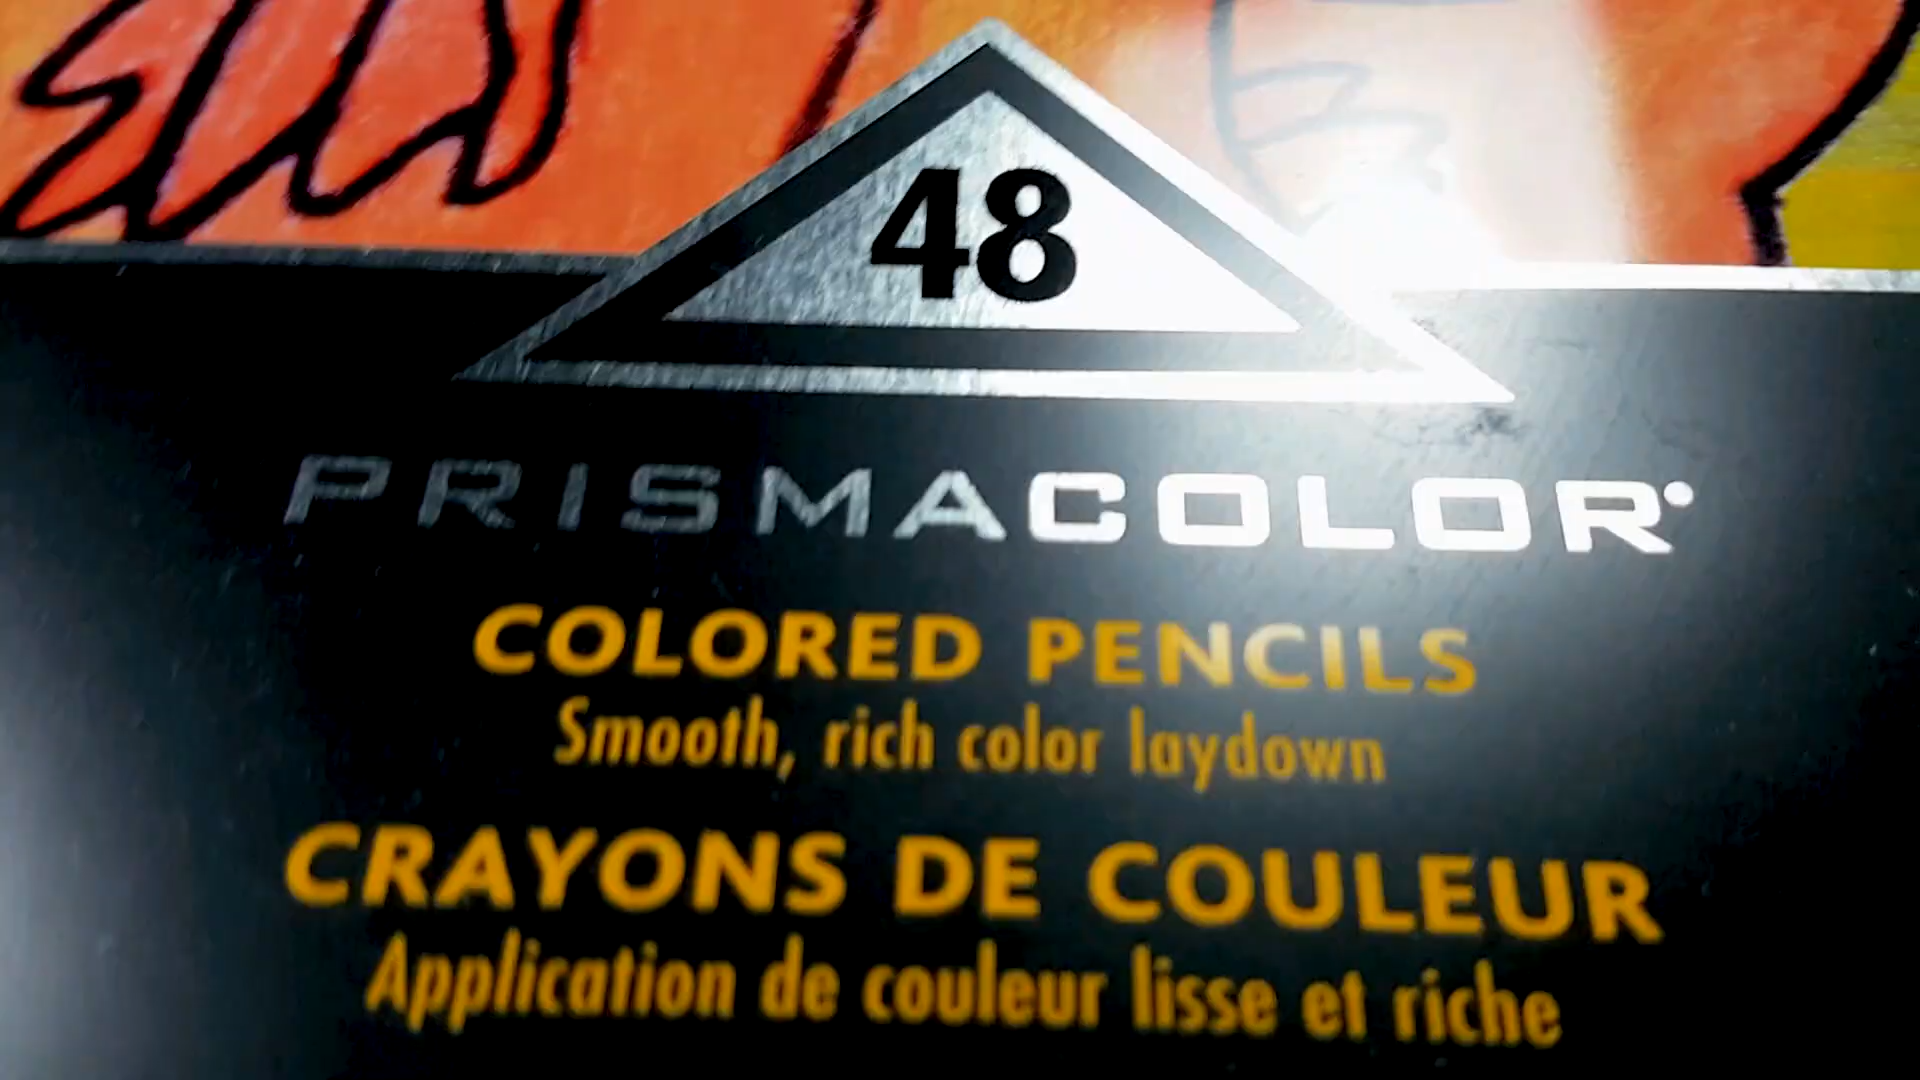 48
PRISMACOLOR
COLORED PENCILS
Smooth, rich color laydown
CRAYONS DE COULEUR
Application de couleur lisse et riche